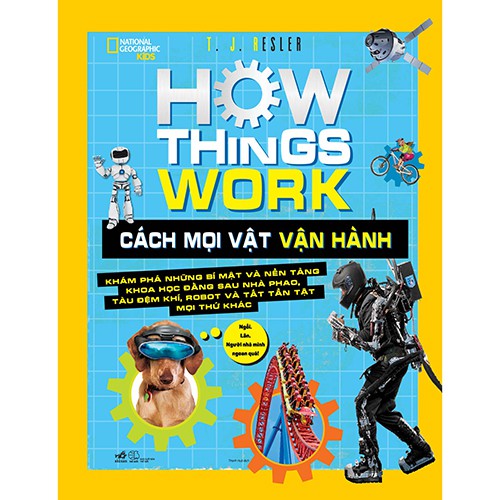 NATIONAL GEOGRAPHIC
KiDS
T. J. RESLER
HOW
THINGS
WORK
CÁCH MỌI VẬT VẬN HÀNH
KHÁM PHÁ NHỮNG BÍ MẬT VÀ NỀN TẢNG
KHOA HỌC ĐẰNG SAU NHÀ PHAO,
TÀU ĐỆM KHÍ, ROBOT VÀ TẤT TẦN TẬT
MỌI THỨ KHÁC
Ngồi.
Lăn.
Người nhà mình
ngoan quá!